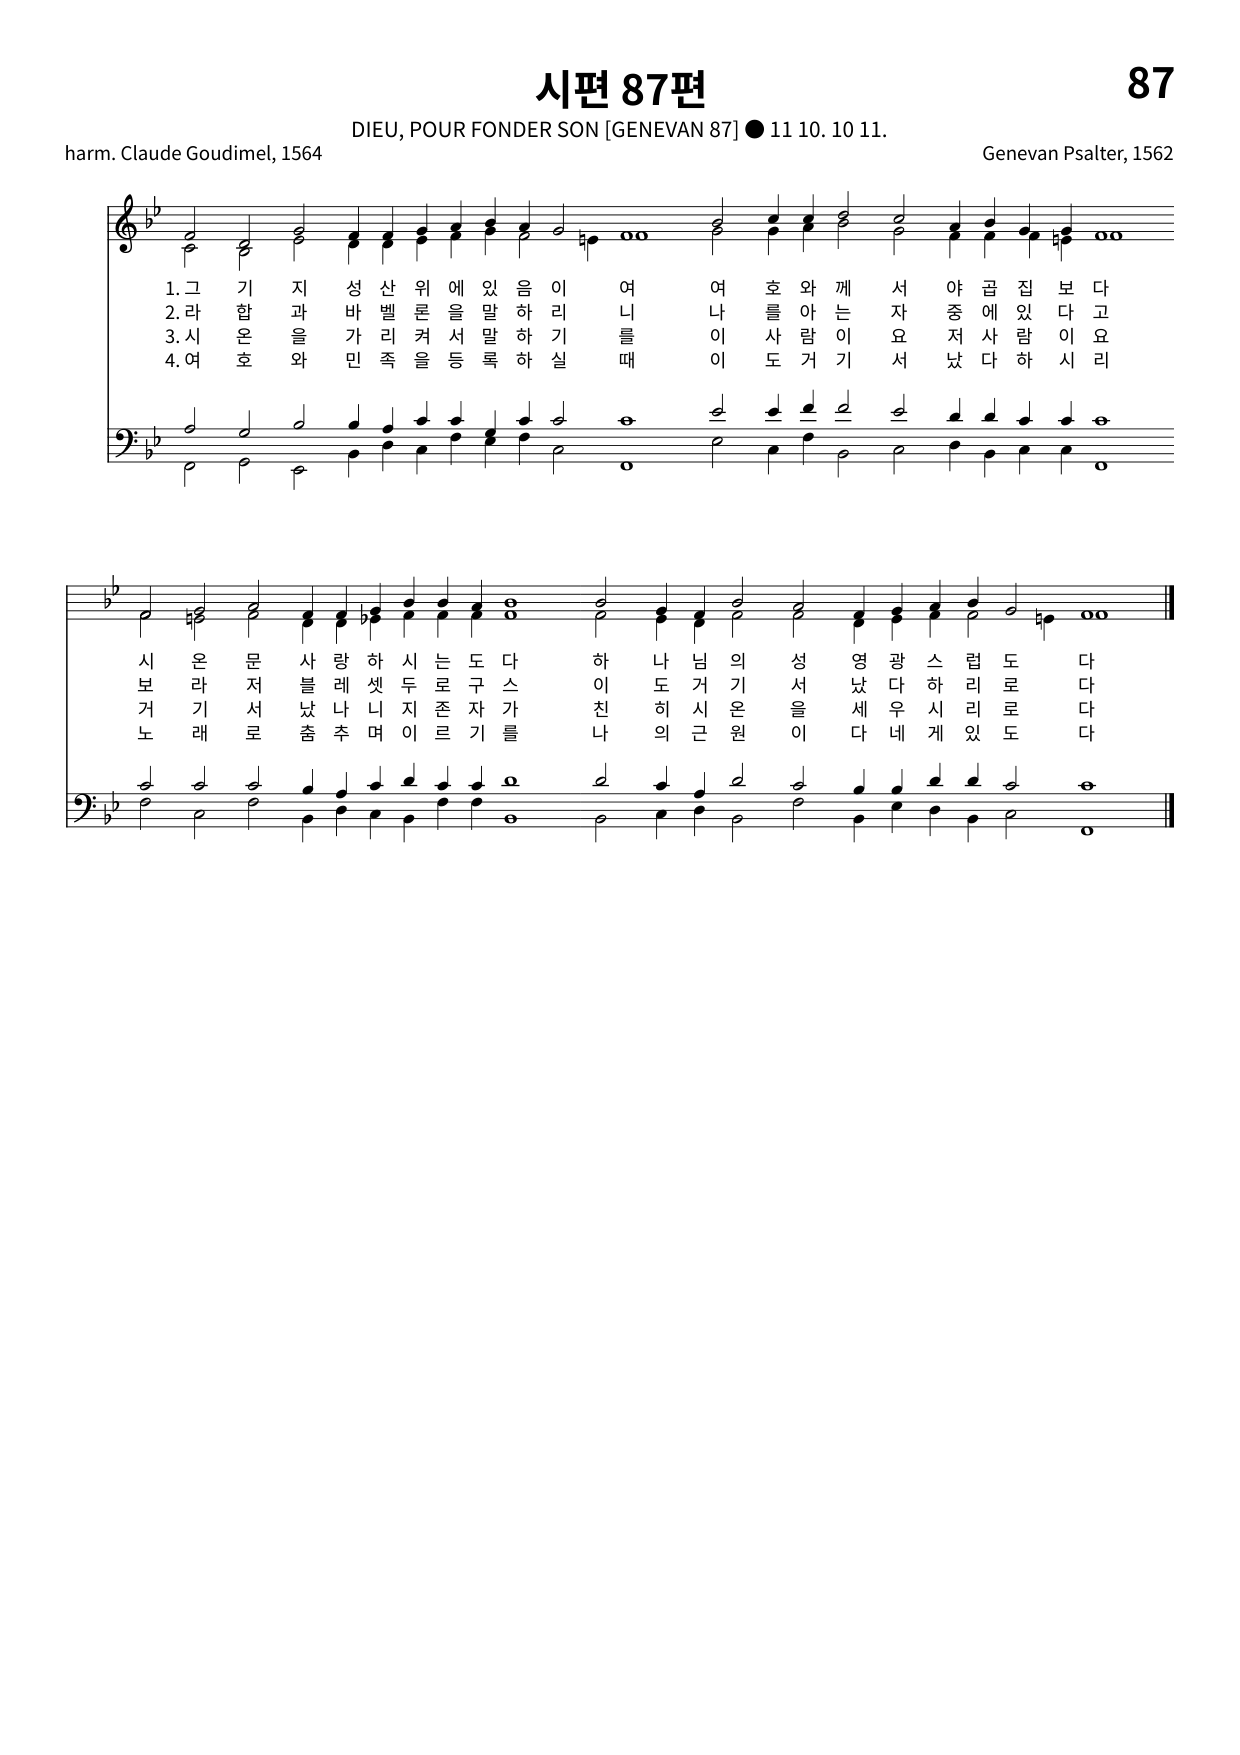 시편 87편
87
DIEU, POUR FONDER SON [GENEVAN 87] ● 11 10. 10 11.
harm. Claude Goudimel, 1564
Genevan Psalter, 1562
1. 그 기 지 성 산 위 에 있 음 이 여 여 호 와 께 서 야 곱 집 보 다
2. 라 합 과 바 벨 론 을 말 하 리 니 나 를 아 는 자 중 에 있 다 고
3. 시 온 을 가 리 켜 서 말 하 기 를 이 사 람 이 요 저 사 람 이 요
4. 여 호 와 민 족 을 등 록 하 실 때 이 도 거 기 서 났 다 하 시 리
시 온 문 사 랑 하 시 는 도 다 하 나 님 의 성 영 광 스 럽 도 다
보 라 저 블 레 셋 두 로 구 스 이 도 거 기 서 났 다 하 리 로 다
거 기 서 났 나 니 지 존 자 가 친 히 시 온 을 세 우 시 리 로 다
노 래 로 춤 추 며 이 르 기 를 나 의 근 원 이 다 네 게 있 도 다